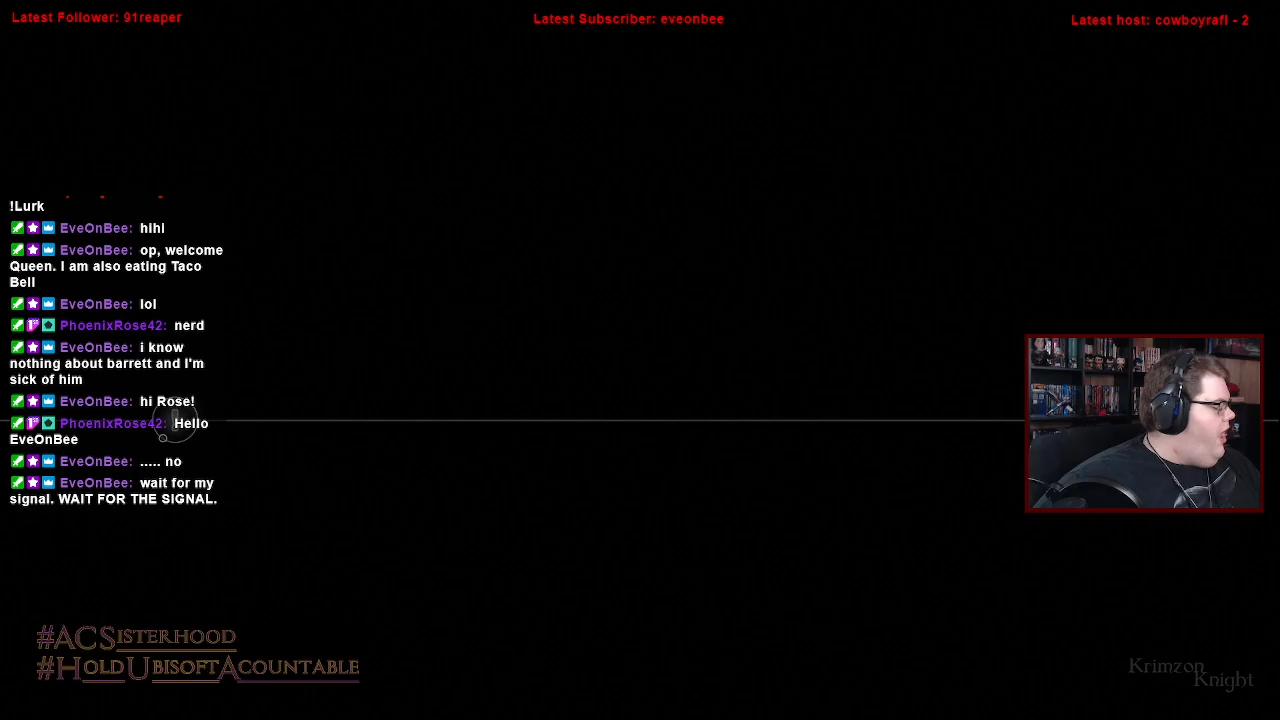 Latest Follower: 91reaper
Latest Subscriber: eveonbee
Latest host: cowboyrafl - 2
!Lurk
EveOnBee: hihi
EveOnBee: op, welcome
Queen. I am also eating Taco
Bell
EveOnBee: lol
PhoenixRose42: nerd
EveOnBee: i know
nothing about barrett and I'm
sick of him
EveOnBee: hi Rose!
PhoenixRose42: Hello
EveOnBee
EveOnBee: ..... no
EveOnBee: wait for my
signal. WAIT FOR THE SIGNAL.
#ACSisterhood
#HoldUbisoftAcountable
Krimzon
Knight